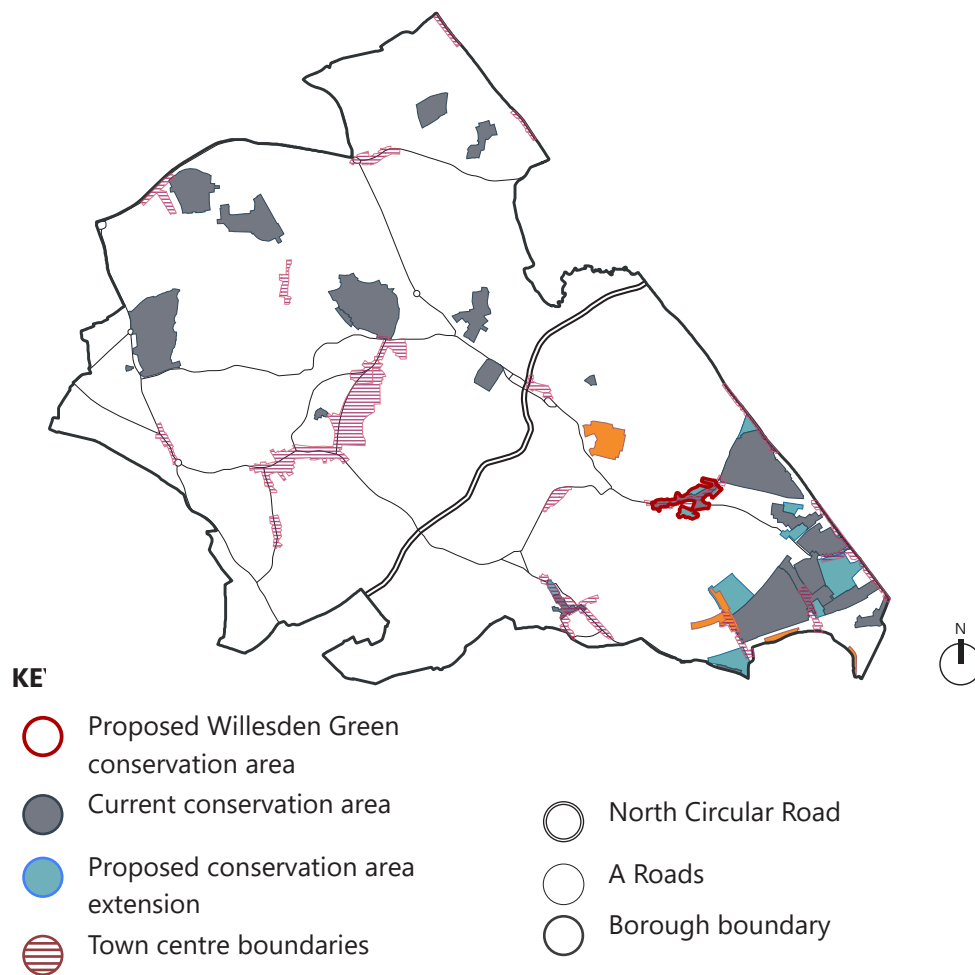 N
KE
Proposed Willesden Green
conservation area
Current conservation area
Proposed conservation area
extension
Town centre boundaries
North Circular Road
A Roads
Borough boundary